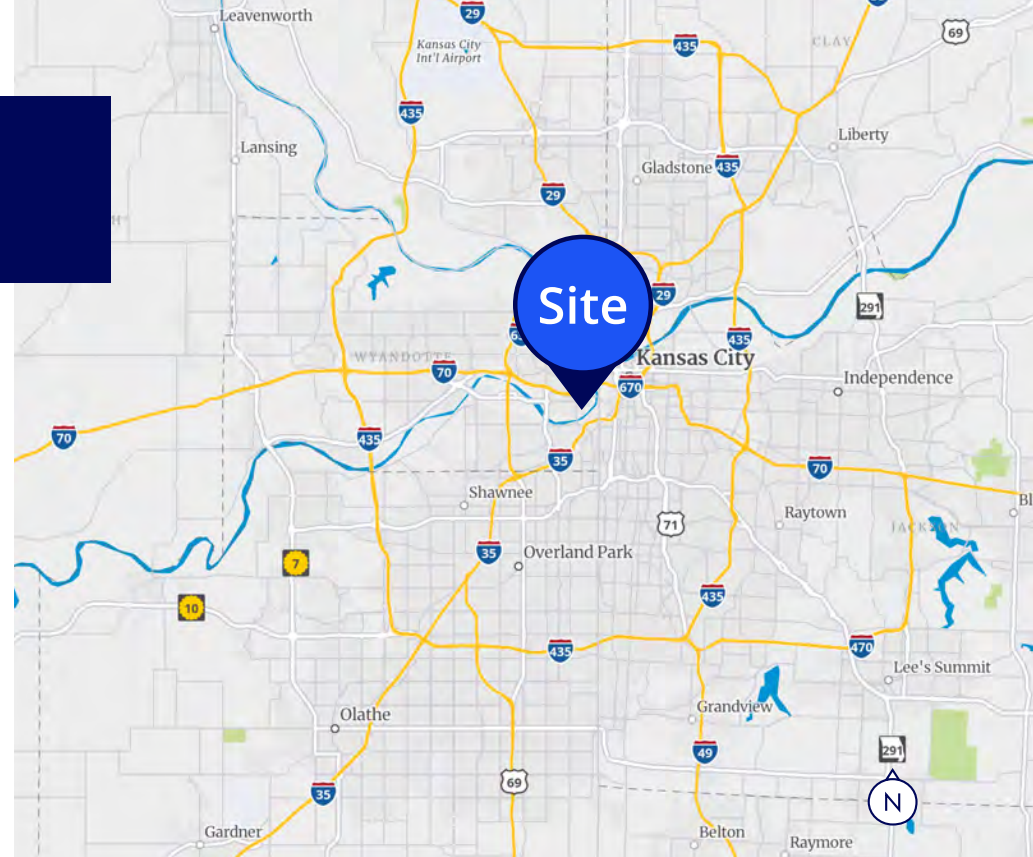 29
Leavenworth
69
CLAY
Kansas City
Int'l Airport
435
435
Liberty
Lansing
Gladstone
435
29
Site
29
291
435
WYANDOTTE
Kansas City
70
670
Independence
70
435
35
70
Shawnee
Raytown
71
JACKSON
35
Overland Park
7
435
10
435
470
Lee's Summit
Grandview
Olathe
49
291
69
35
N
Gardner
Belton
Raymore